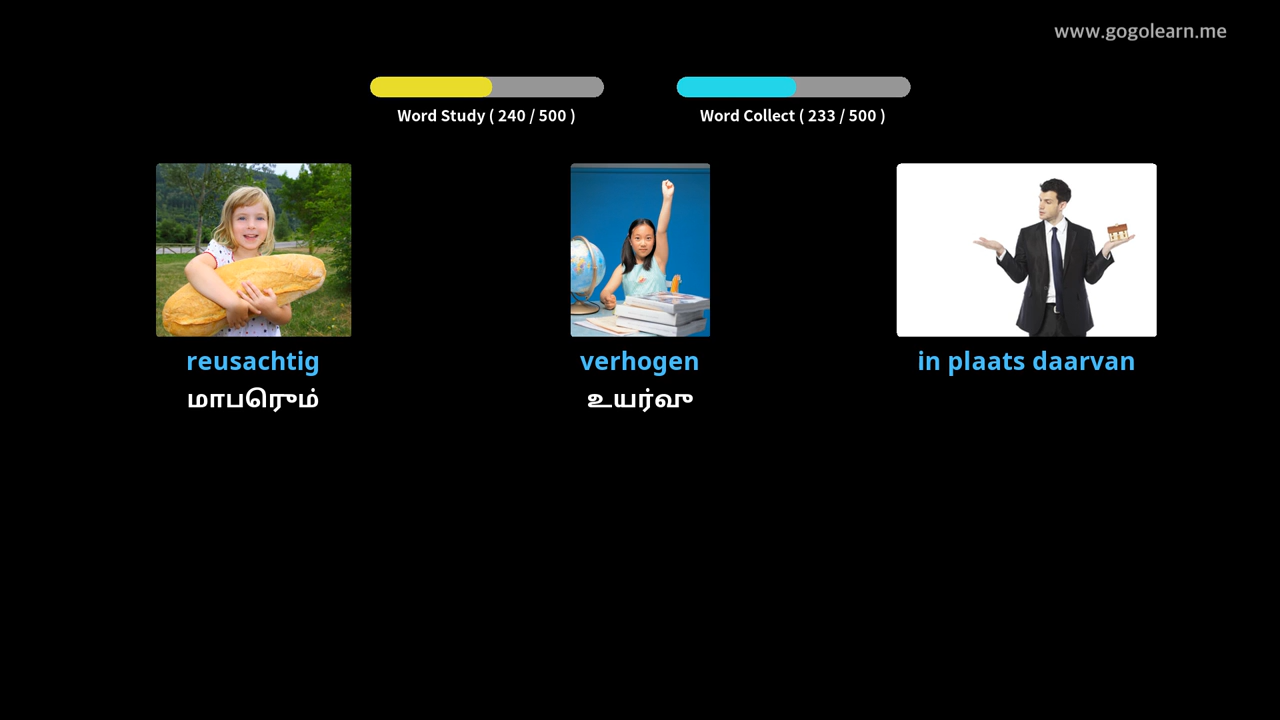 www.gogolearn.me
Word Study ( 240 / 500 )
Word Collect ( 233 / 500 )
reusachtig
verhogen
in plaats daarvan
மாபெரும்
உயர்வு